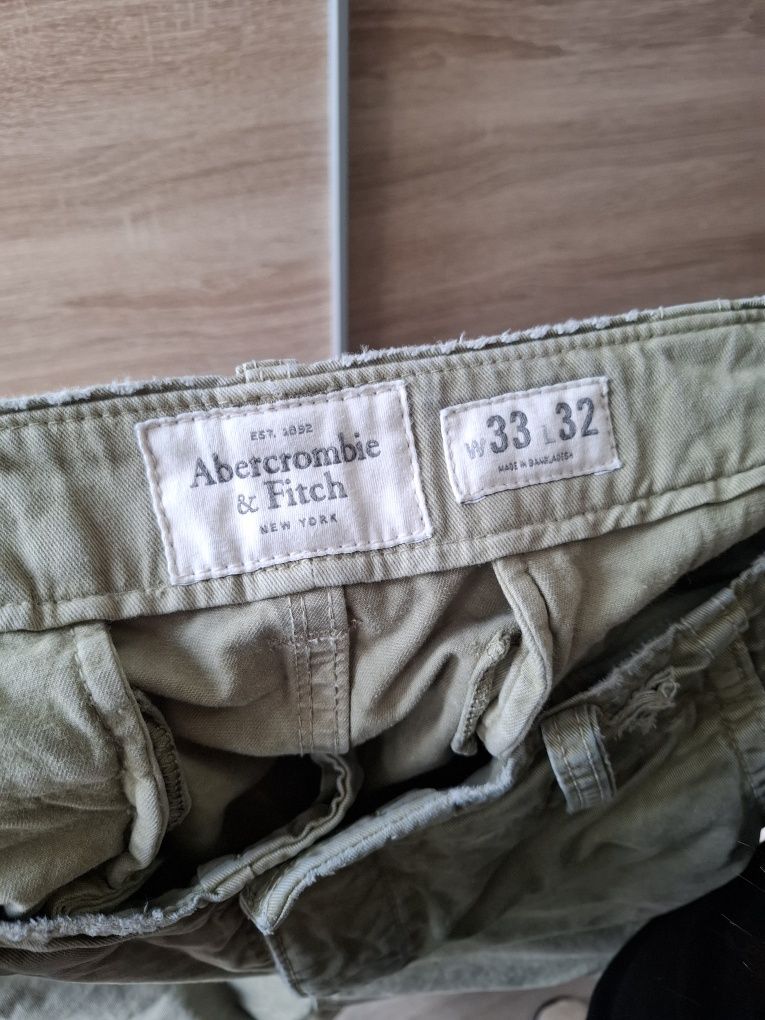 EST. 1892
Abercrombie
& Fitch
NEW YORK
W33 L32
MADE IN BANGLADESH